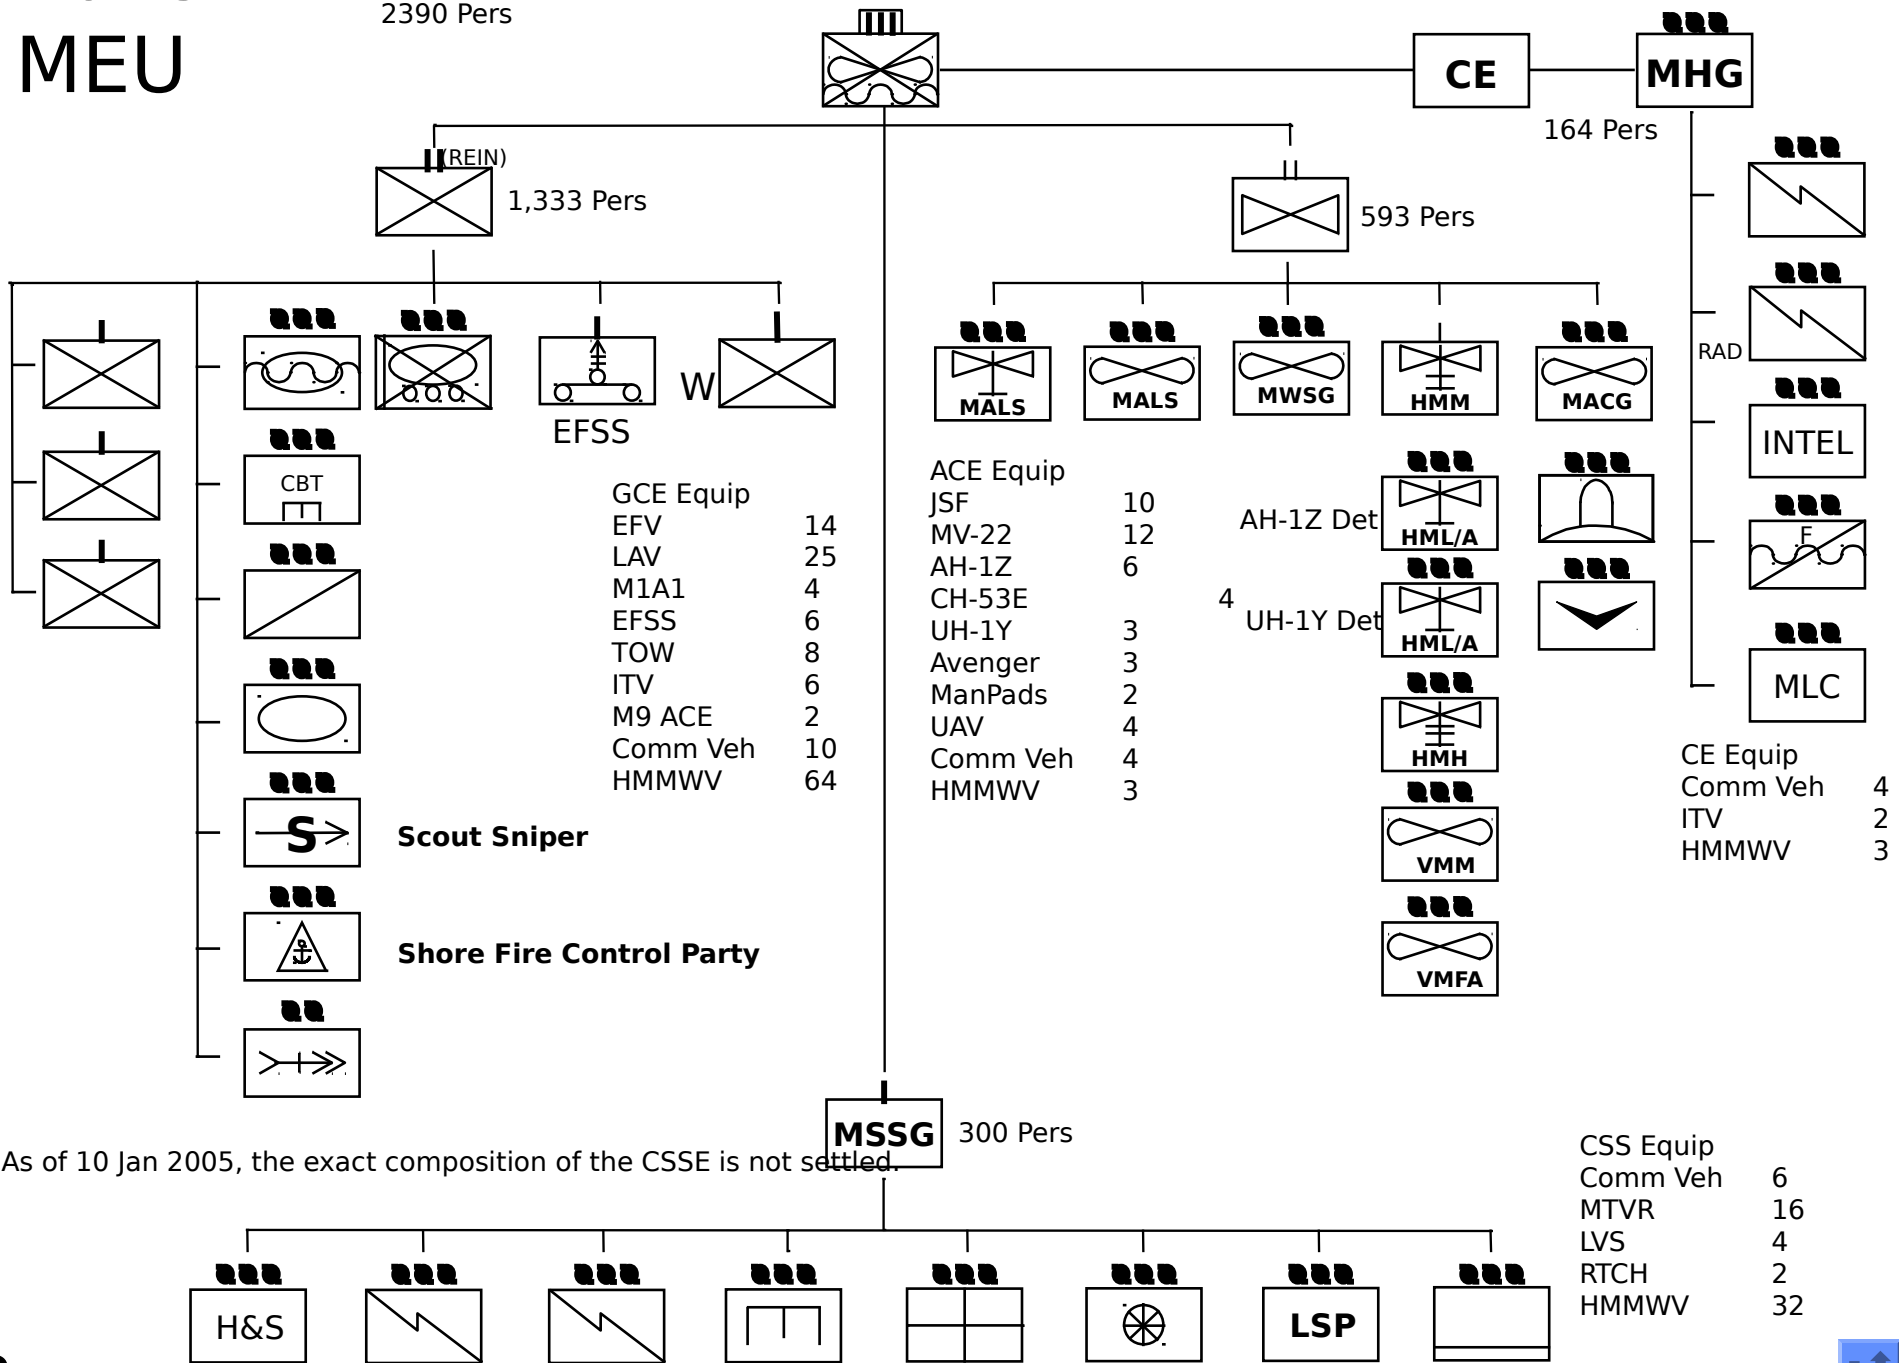 2390 Pers
MEU
CE
MHG
164 Pers
(REIN)
1,333 Pers
593 Pers
RAD
INTEL
F
MLC
CBT
EFSS
W
MALS
MALS
MWSG
HMM
MACG
AH-1Z Det
HML/A
UH-1Y Det
HML/A
HMH
VMM
VMFA
GCE Equip
EFV 14
LAV 25
M1A1 4
EFSS 6
TOW 8
ITV 6
M9 ACE 2
Comm Veh 10
HMMWV 64
ACE Equip
JSF 10
MV-22 12
AH-1Z 6
CH-53E 4
UH-1Y 3
Avenger 3
ManPads 2
UAV 4
Comm Veh 4
HMMWV 3
CE Equip
Comm Veh 4
ITV 2
HMMWV 3
S
Scout Sniper
Shore Fire Control Party
MSSG
300 Pers
As of 10 Jan 2005, the exact composition of the CSSE is not settled.
CSS Equip
Comm Veh 6
MTVR 16
LVS 4
RTCH 2
HMMWV 32
H&S
LSP